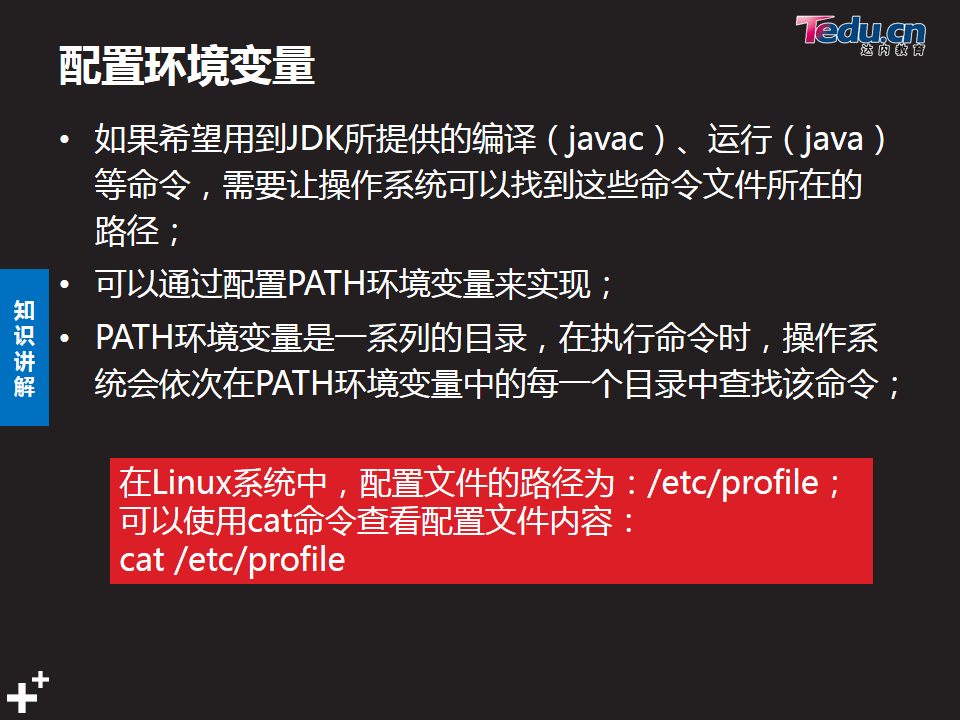 Tedu.cn
达内教育
配置环境变量
• 如果希望用到JDK所提供的编译（javac）、运行（java）
等命令，需要让操作系统可以找到这些命令文件所在的
路径；
• 可以通过配置PATH环境变量来实现；
• PATH环境变量是一系列的目录，在执行命令时，操作系
统会依次在PATH环境变量中的每一个目录中查找该命令；
知识讲解
在Linux系统中，配置文件的路径为：/etc/profile；
可以使用cat命令查看配置文件内容：
cat /etc/profile